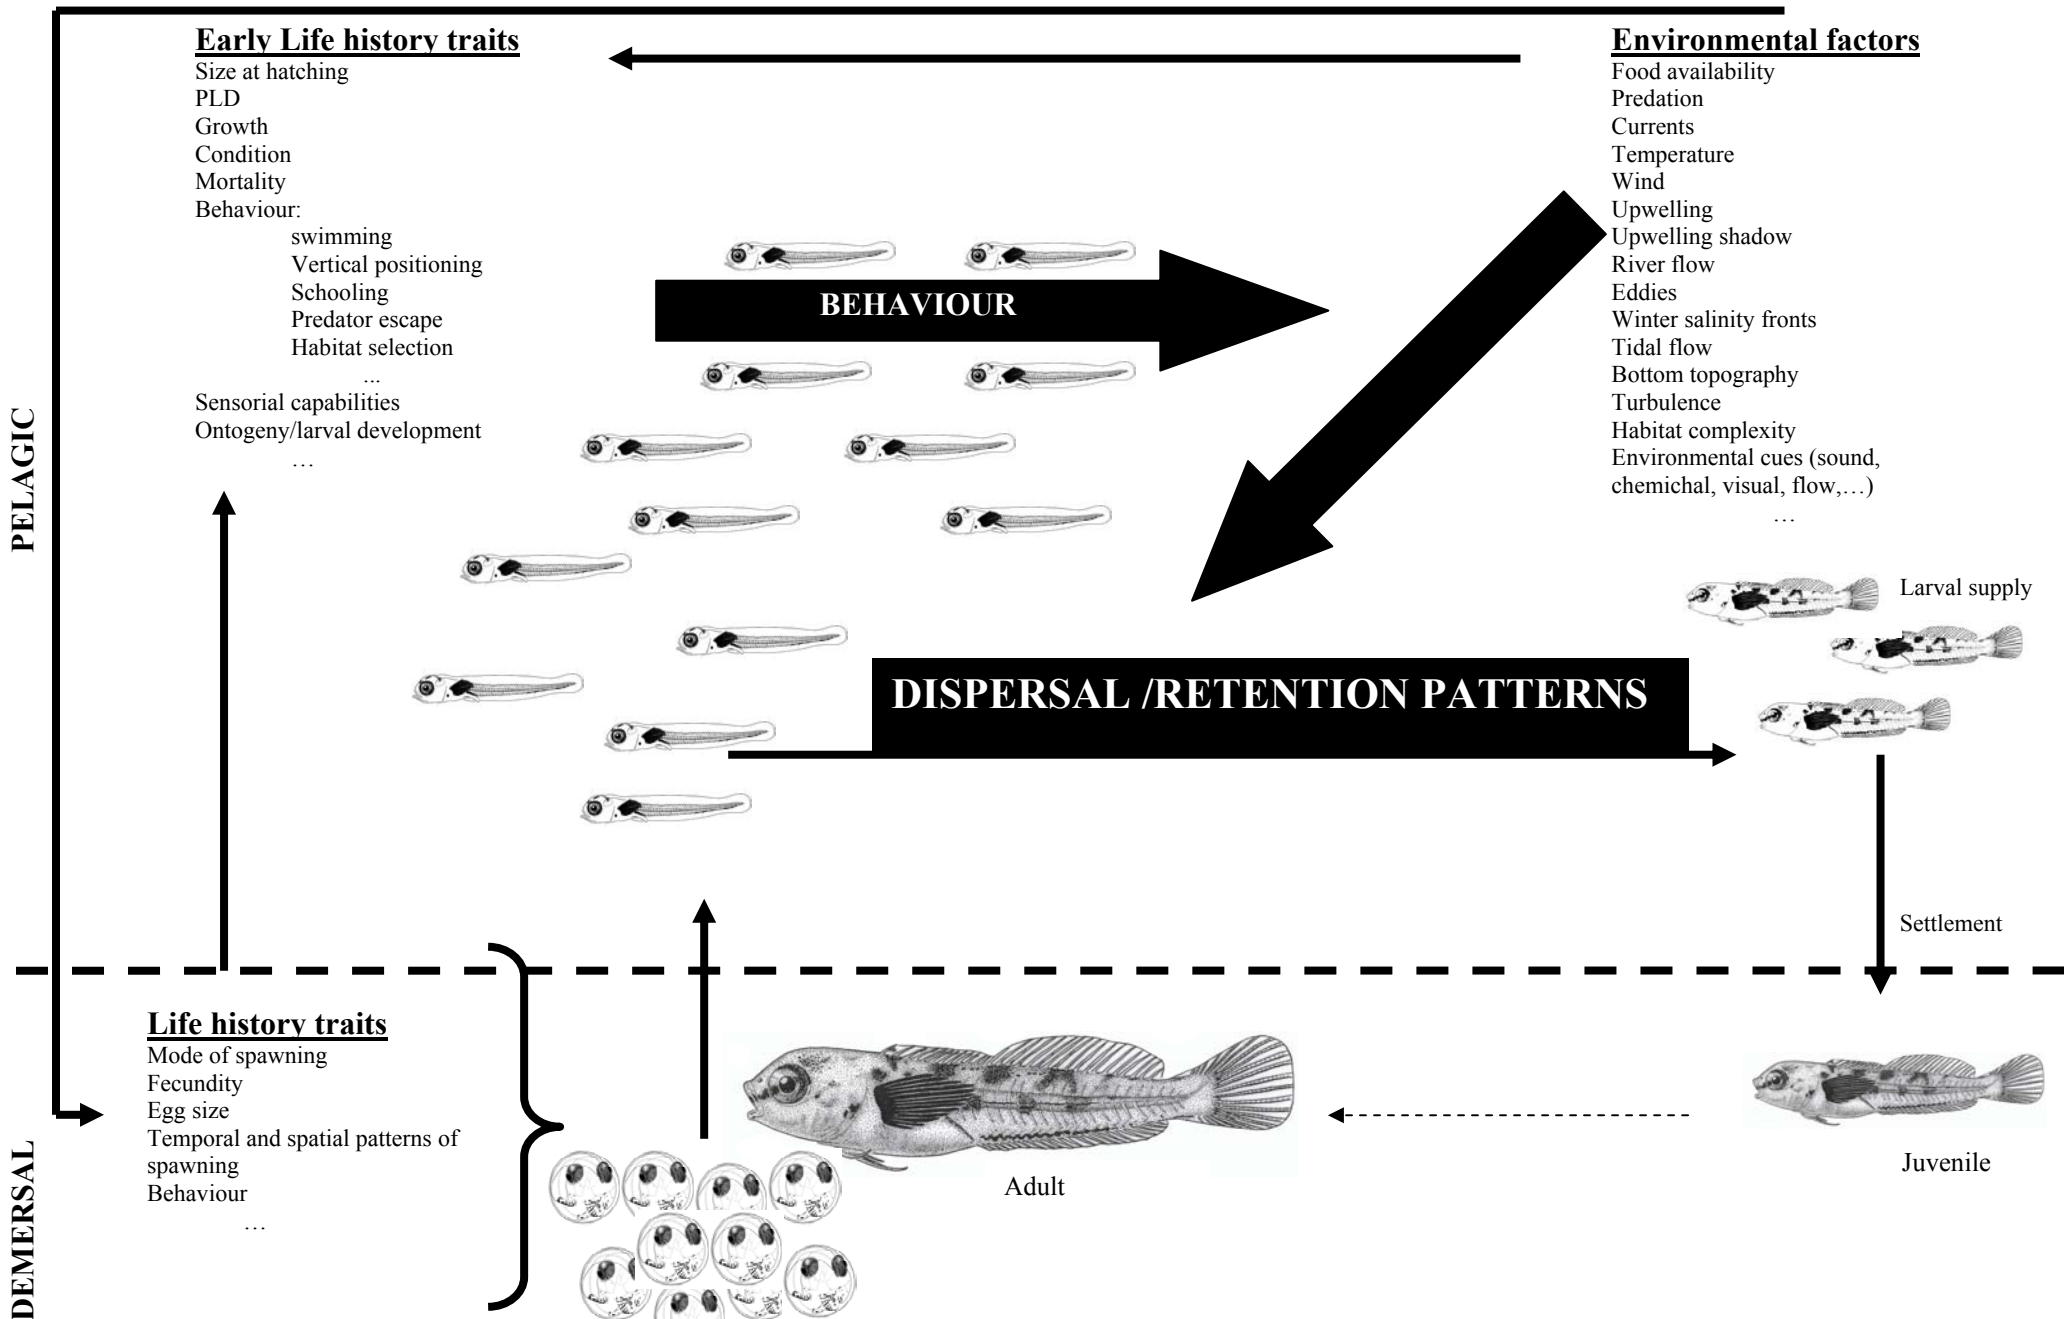 Early Life history traits
Size at hatching
PLD
Growth
Condition
Mortality
Behaviour:
swimming
Vertical positioning
Schooling
Predator escape
Habitat selection
...
Sensorial capabilities
Ontogeny/larval development
…
Environmental factors
Food availability
Predation
Currents
Temperature
Wind
Upwelling
Upwelling shadow
River flow
Eddies
Winter salinity fronts
Tidal flow
Bottom topography
Turbulence
Habitat complexity
Environmental cues (sound,
chemichal, visual, flow,…)
…
BEHAVIOUR
PELAGIC
Larval supply
DISPERSAL /RETENTION PATTERNS
Settlement
Life history traits
Mode of spawning
Fecundity
Egg size
Temporal and spatial patterns of
spawning
Behaviour
…
DEMERSAL
Adult
Juvenile